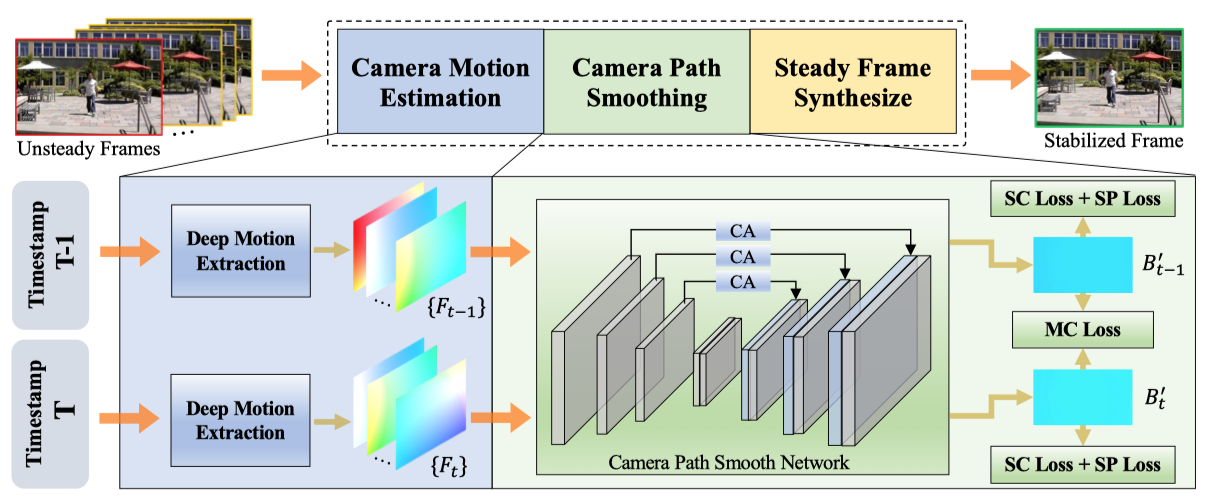 Unsteady Frames
Camera Motion
Estimation
Camera Path
Smoothing
Steady Frame
Synthesize
Stabilized Frame
Timestamp
T-1
Deep Motion
Extraction
...
{F_{t-1}}
CA
CA
CA
SC Loss + SP Loss
B'_{t-1}
MC Loss
Timestamp
T
Deep Motion
Extraction
...
{F_t}
Camera Path Smooth Network
B'_t
SC Loss + SP Loss